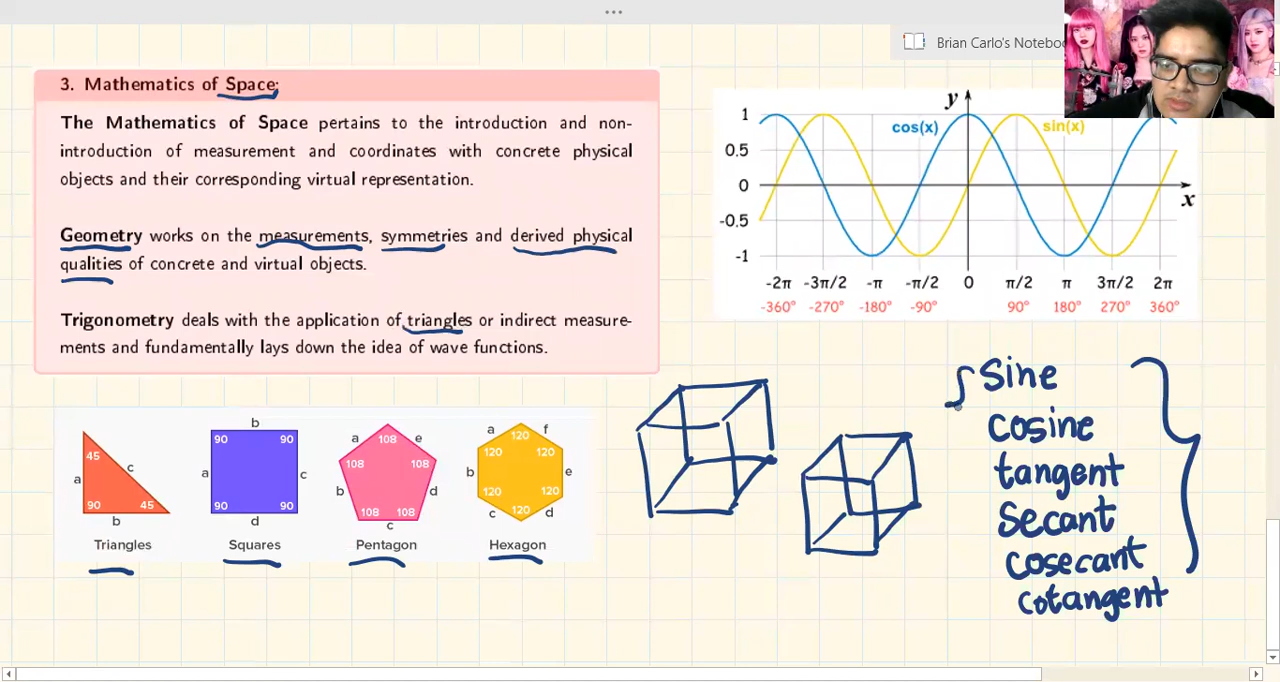 Brian Carlo's Notebo
3. Mathematics of Space:
The Mathematics of Space pertains to the introduction and non-
introduction of measurement and coordinates with concrete physical
objects and their corresponding virtual representation.
Geometry works on the measurements, symmetries and derived physical
qualities of concrete and virtual objects.
Trigonometry deals with the application of triangles or indirect measure-
ments and fundamentally lays down the idea of wave functions.
y
cos(x)
sin(x)
1
0.5
0
-0.5
-1
x
-2π -3π/2 -π -π/2 0 π/2 π 3π/2 2π
-360° -270° -180° -90° 90° 180° 270° 360°
a
45
c
90 45
b
Triangles
b
90 90
a c
90 90
d
Squares
a 108 e
108 108
b d
108 108
c
Pentagon
a 120 f
120 120
b e
120 120
c 120 d
Hexagon
Sine
cosine
tangent
Secant
cosecant
cotangent